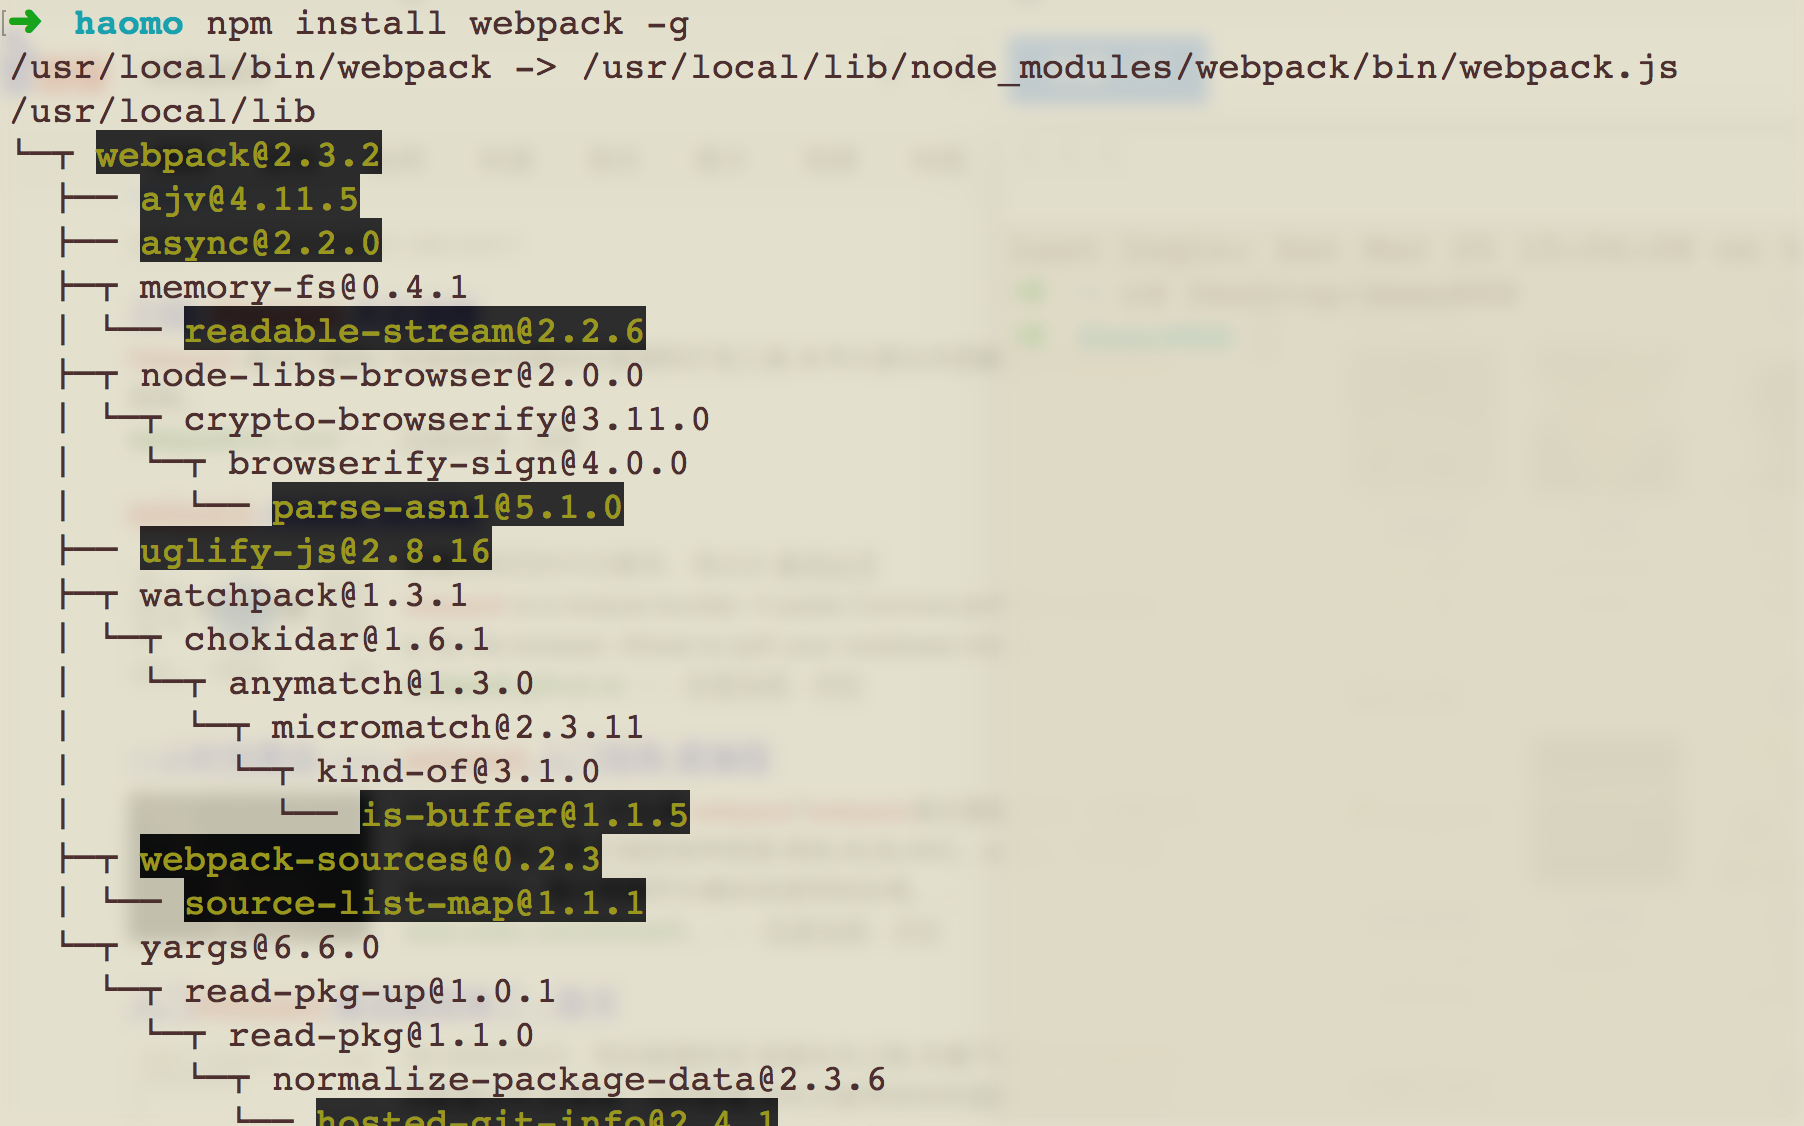 ➜ haomo npm install webpack -g
/usr/local/bin/webpack -> /usr/local/lib/node_modules/webpack/bin/webpack.js
/usr/local/lib
└─┬ webpack@2.3.2
  ├── ajv@4.11.5
  ├── async@2.2.0
  ├─┬ memory-fs@0.4.1
  │ └── readable-stream@2.2.6
  ├─┬ node-libs-browser@2.0.0
  │ └─┬ crypto-browserify@3.11.0
  │   └─┬ browserify-sign@4.0.0
  │     └── parse-asn1@5.1.0
  ├── uglify-js@2.8.16
  ├─┬ watchpack@1.3.1
  │ └─┬ chokidar@1.6.1
  │   └─┬ anymatch@1.3.0
  │     └─┬ micromatch@2.3.11
  │       └─┬ kind-of@3.1.0
  │         └── is-buffer@1.1.5
  ├─┬ webpack-sources@0.2.3
  │ └── source-list-map@1.1.1
  └─┬ yargs@6.6.0
    └─┬ read-pkg-up@1.0.1
      └─┬ read-pkg@1.1.0
        └─┬ normalize-package-data@2.3.6
          └── hosted-git-info@2.4.1